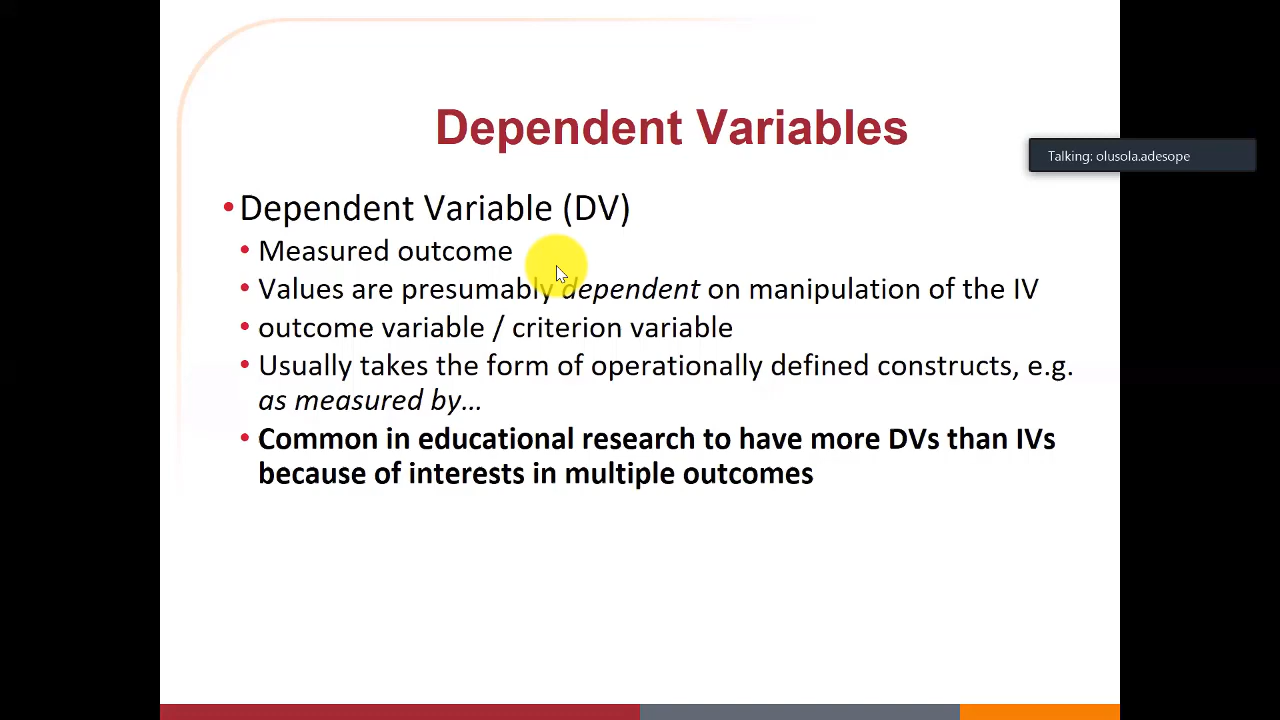 Dependent Variables
Talking: olusola.adesope
•Dependent Variable (DV)
• Measured outcome
• Values are presumably dependent on manipulation of the IV
• outcome variable / criterion variable
• Usually takes the form of operationally defined constructs, e.g.
as measured by…
• Common in educational research to have more DVs than IVs
because of interests in multiple outcomes